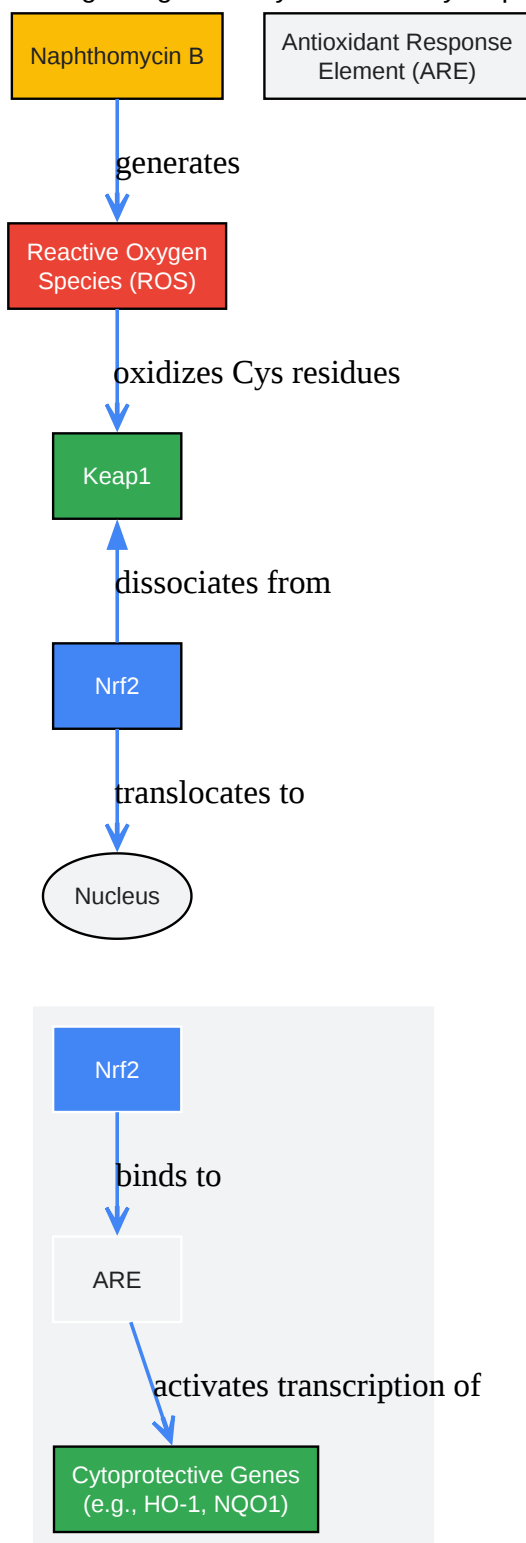 Naphthomycin B
Antioxidant Response
Element (ARE)
generates
Reactive Oxygen
Species (ROS)
oxidizes Cys residues
Keap1
dissociates from
Nrf2
translocates to
Nucleus
Nrf2
binds to
ARE
activates transcription of
Cytoprotective Genes
(e.g., HO-1, NQO1)